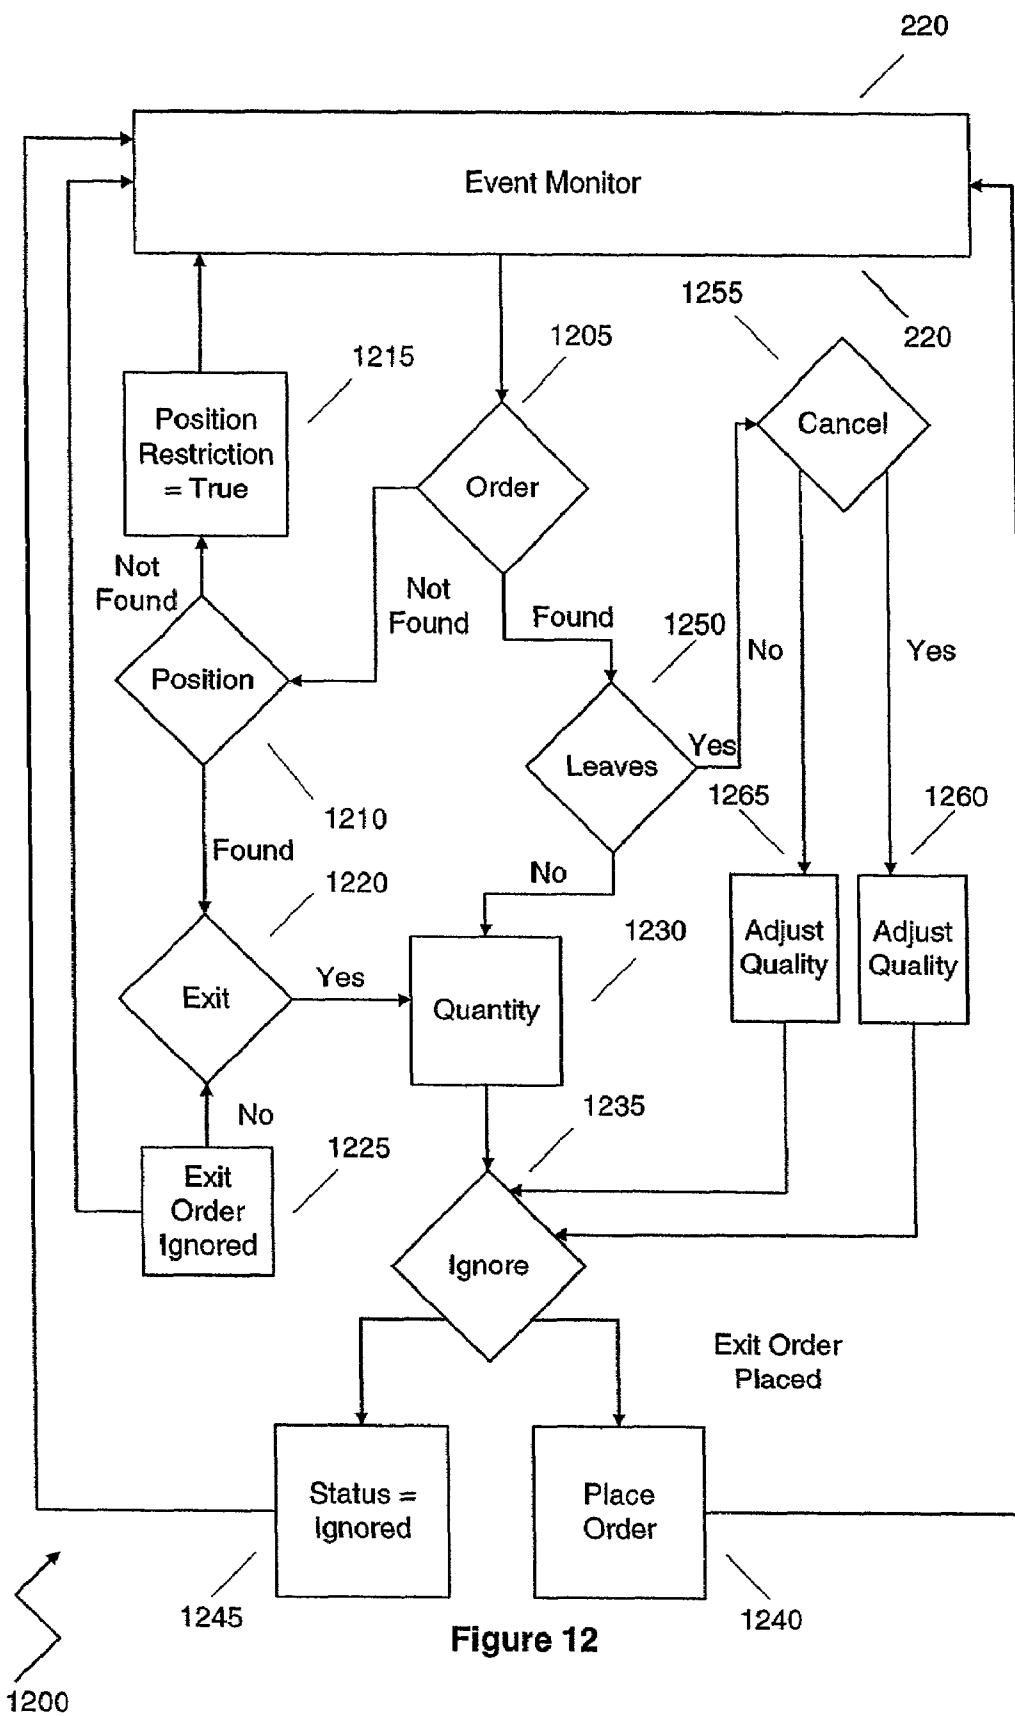 220
Event Monitor
1255
220
1205
1215
Position
Restriction
= True
Order
Cancel
Not
Found
Not
Found
Found
1250
No
Yes
Position
Leaves
Yes
1265
1260
1210
Found
No
1220
1230
Adjust
Quality
Adjust
Quality
Exit
Yes
Quantity
No
1235
1225
Exit
Order
Ignored
Ignore
Exit Order
Placed
Status =
Ignored
Place
Order
1245
1240
Figure 12
1200